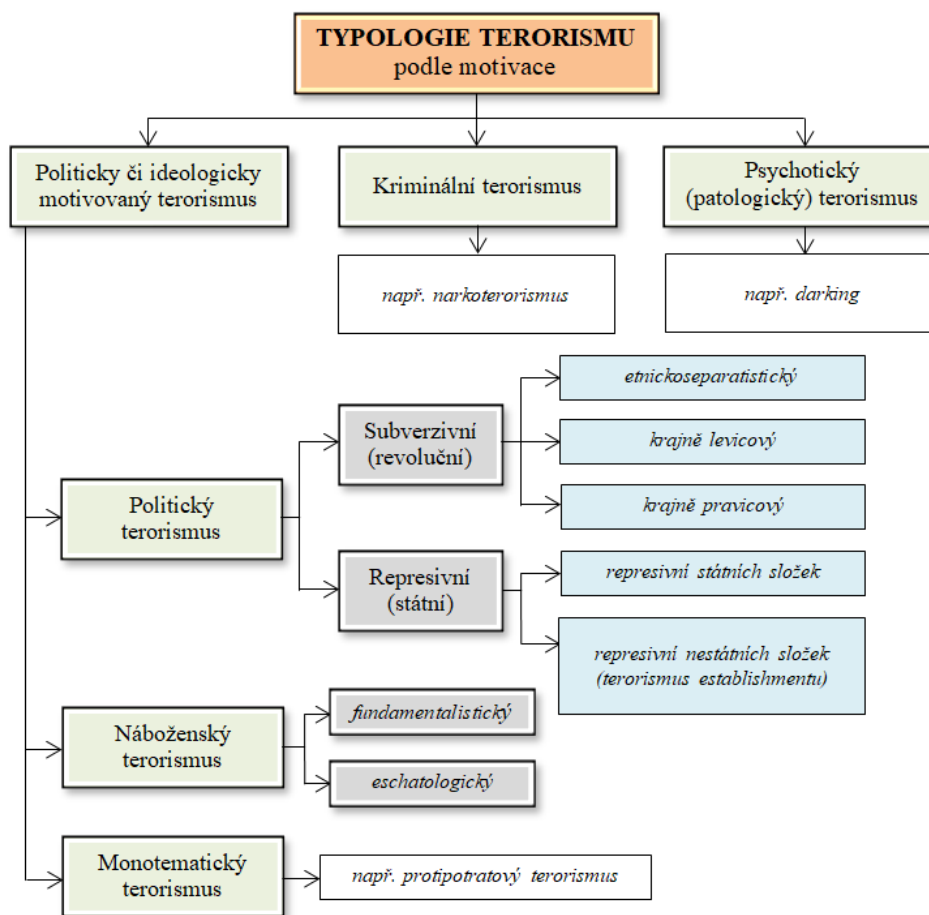 TYPOLOGIE TERORISMU
podle motivace
Politicky či ideologicky
motivovaný terorismus
Kriminální terorismus
Psychotický
(patologický) terorismus
např. narkoterorismus
např. darking
etnickoseparatistický
Subverzivní
(revoluční)
krajně levicový
krajně pravicový
Politický
terorismus
Represivní
(státní)
represivní státních složek
represivní nestátních složek
(terorismus establishmentu)
Náboženský
terorismus
fundamentalistický
eschatologický
Monotematický
terorismus
např. protipotratový terorismus